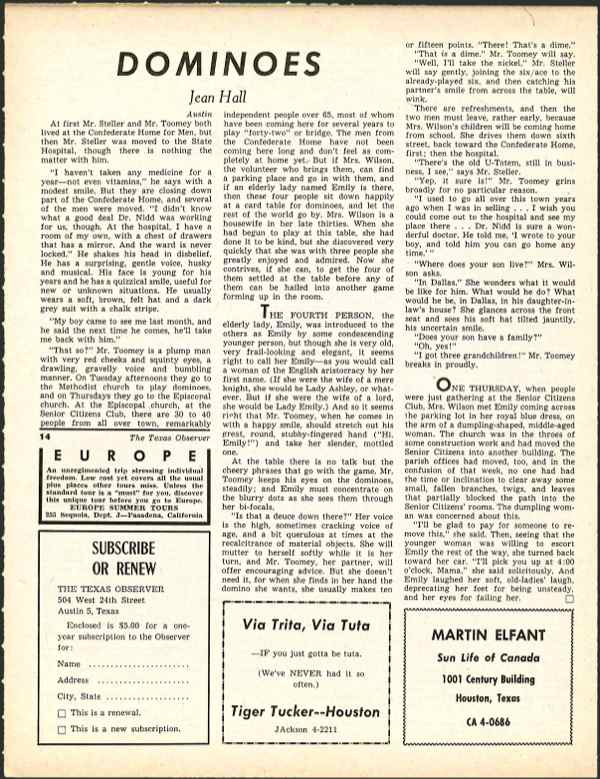 DOMINOES
Jean Hall
Austin
At first Mr. Steller and Mr. Toomey both
lived at the Confederate Home for Men, but
then Mr. Steller was moved to the State
Hospital, though there is nothing the
matter with him.
"I haven't taken any medicine for a
year—not even vitamins," he says with a
modest smile. But they are closing down
part of the Confederate Home, and several
of the men were moved. "I didn't know
what a good deal Dr. Nidd was working
for us, though. At the hospital, I have a
room of my own, with a chest of drawers
that has a mirror. And the ward is never
locked." He shakes his head in disbelief.
He has a surprising, gentle voice, husky
and musical. His face is young for his
years and he has a quizzical smile, useful for
new or unknown situations. He usually
wears a soft, brown, felt hat and a dark
grey suit with a chalk stripe.
"My boy came to see me last month, and
he said the next time he comes, he'll take
me back with him."
"That so?" Mr. Toomey is a plump man
with very red cheeks and squinty eyes, a
drawling, gravelly voice and bumbling
manner. On Tuesday afternoons they go to
the Methodist church to play dominoes,
and on Thursdays they go to the Episcopal
church. At the Episcopal church, at the
Senior Citizens Club, there are 30 to 40
people from all over town, remarkably
14 The Texas Observer
EUROPE
An unregimented trip stressing individual
freedom. Low cost yet covers all the usual
plus places other tours miss. Unless the
standard tour is a "must" for you, discover
this unique tour before you go to Europe.
EUROPE SUMMER TOURS
255 Sequoia, Dept. J—Pasadena, California
SUBSCRIBE
OR RENEW
THE TEXAS OBSERVER
504 West 24th Street
Austin 5, Texas
Enclosed is $5.00 for a one-
year subscription to the Observer
for:
Name ....................
Address ....................
City, State ....................
□ This is a renewal.
□ This is a new subscription.
independent people over 65, most of whom
have been coming here for several years to
play "forty-two" or bridge. The men from
the Confederate Home have not been
coming here long and don't feel as com-
pletely at home yet. But if Mrs. Wilson,
the volunteer who brings them, can find
a parking place and go in with them, and
if an elderly lady named Emily is there,
then these four people sit down happily
at a card table for dominoes, and let the
rest of the world go by. Mrs. Wilson is a
housewife in her late thirties. When she
had begun to play at this table, she had
done it to be kind, but she discovered very
quickly that she was with three people she
greatly enjoyed and admired. Now she
contrives, if she can, to get the four of
them settled at the table before any of
them can be hailed into another game
forming up in the room.
THE FOURTH PERSON, the
elderly lady, Emily, was introduced to the
others as Emily by some condescending
younger person, but though she is very old,
very frail-looking and elegant, it seems
right to call her Emily—as you would call
a woman of the English aristocracy by her
first name. (If she were the wife of a mere
knight, she would be Lady Ashley, or what-
ever. But if she were the wife of a lord,
she would be Lady Emily.) And so it seems
right that Mr. Toomey, when he comes in
with a happy smile, should stretch out his
great, round, stubby-fingered hand ("Hi,
Emily!") and take her slender, mottled
one.
At the table there is no talk but the
cheery phrases that go with the game. Mr.
Toomey keeps his eyes on the dominoes,
steadily; and Emily must concentrate on
the blurry dots as she sees them through
her bi-focals.
"Is that a deuce down there?" Her voice
is the high, sometimes cracking voice of
age, and a bit querulous at times at the
recalcitrance of material objects. She will
mutter to herself softly while it is her
turn, and Mr. Toomey, her partner, will
offer encouraging advice. But she doesn't
need it, for when she finds in her hand the
domino she wants, she usually makes ten
Via Trita, Via Tuta
—IF you just gotta be tuta.
(We've NEVER had it so
often.)
Tiger Tucker--Houston
JAckson 4-2211
or fifteen points. "There! That's a dime."
"That is a dime." Mr. Toomey will say.
"Well, I'll take the nickel," Mr. Steller
will say gently, joining the six/ace to the
already-played six, and then catching his
partner's smile from across the table, will
wink.
There are refreshments, and then the
two men must leave, rather early, because
Mrs. Wilson's children will be coming home
from school. She drives them down sixth
street, back toward the Confederate Home,
first; then the hospital.
"There's the old U-Totem, still in busi-
ness, I see," says Mr. Steller.
"Yep, it sure is!" Mr. Toomey grins
broadly for no particular reason.
"I used to go all over this town years
ago when I was in selling . . . I wish you
could come out to the hospital and see my
place there . . . Dr. Nidd is sure a won-
derful doctor. He told me, 'I wrote to your
boy, and told him you can go home any
time.' "
"Where does your son live?" Mrs. Wil-
son asks.
"In Dallas." She wonders what it would
be like for him. What would he do? What
would he be, in Dallas, in his daughter-in-
law's house? She glances across the front
seat and sees his soft hat tilted jauntily,
his uncertain smile.
"Does your son have a family?"
"Oh, yes!"
"I got three grandchildren!" Mr. Toomey
breaks in proudly.
ONE THURSDAY, when people
were just gathering at the Senior Citizens
Club, Mrs. Wilson met Emily coming across
the parking lot in her royal blue dress, on
the arm of a dumpling-shaped, middle-aged
woman. The church was in the throes of
some construction work and had moved the
Senior Citizens into another building. The
parish offices had moved, too, and in the
confusion of that week, no one had had
the time or inclination to clear away some
small, fallen branches, twigs, and leaves
that partially blocked the path into the
Senior Citizens' rooms. The dumpling wom-
an was concerned about this.
"I'll be glad to pay for someone to re-
move this," she said. Then, seeing that the
younger woman was willing to escort
Emily the rest of the way, she turned back
toward her car. "I'll pick you up at 4:00
o'clock, Mama," she said solicitously. And
Emily laughed her soft, old-ladies' laugh,
deprecating her feet for being unsteady,
and her eyes for failing her. □
MARTIN ELFANT
Sun Life of Canada
1001 Century Building
Houston, Texas
CA 4-0686